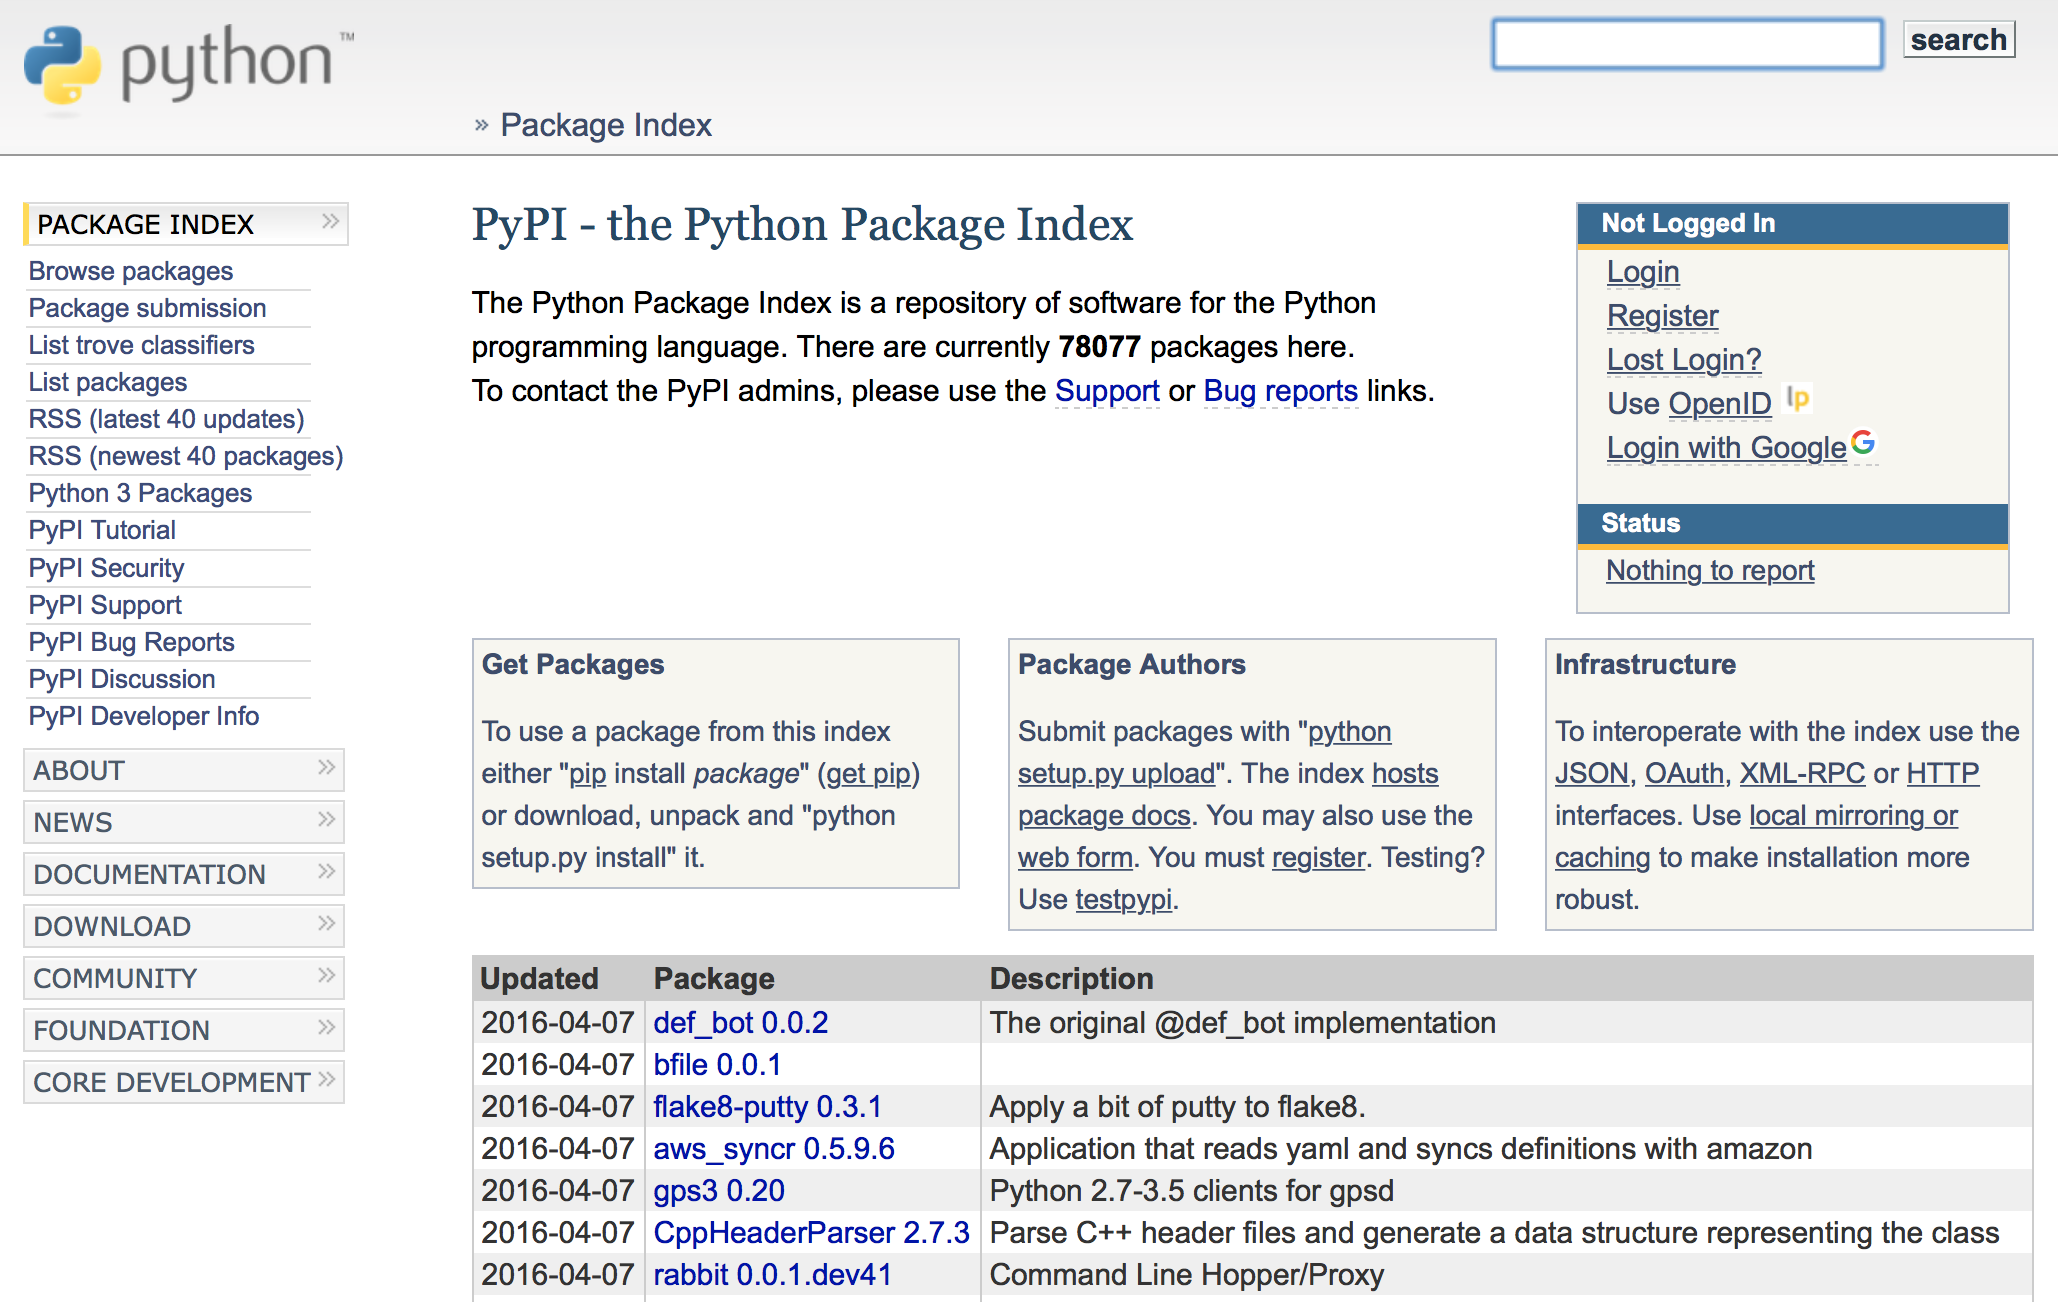 python™
search
» Package Index
PACKAGE INDEX »
Browse packages
Package submission
List trove classifiers
List packages
RSS (latest 40 updates)
RSS (newest 40 packages)
Python 3 Packages
PyPI Tutorial
PyPI Security
PyPI Support
PyPI Bug Reports
PyPI Discussion
PyPI Developer Info
ABOUT »
NEWS »
DOCUMENTATION »
DOWNLOAD »
COMMUNITY »
FOUNDATION »
CORE DEVELOPMENT »
PyPI - the Python Package Index
The Python Package Index is a repository of software for the Python
programming language. There are currently 78077 packages here.
To contact the PyPI admins, please use the Support or Bug reports links.
Not Logged In
Login
Register
Lost Login?
Use OpenID lp
Login with Google G
Status
Nothing to report
Get Packages
To use a package from this index
either "pip install package" (get pip)
or download, unpack and "python
setup.py install" it.
Package Authors
Submit packages with "python
setup.py upload". The index hosts
package docs. You may also use the
web form. You must register. Testing?
Use testpypi.
Infrastructure
To interoperate with the index use the
JSON, OAuth, XML-RPC or HTTP
interfaces. Use local mirroring or
caching to make installation more
robust.
Updated Package Description
2016-04-07 def_bot 0.0.2 The original @def_bot implementation
2016-04-07 bfile 0.0.1
2016-04-07 flake8-putty 0.3.1 Apply a bit of putty to flake8.
2016-04-07 aws_syncr 0.5.9.6 Application that reads yaml and syncs definitions with amazon
2016-04-07 gps3 0.20 Python 2.7-3.5 clients for gpsd
2016-04-07 CppHeaderParser 2.7.3 Parse C++ header files and generate a data structure representing the class
2016-04-07 rabbit 0.0.1.dev41 Command Line Hopper/Proxy